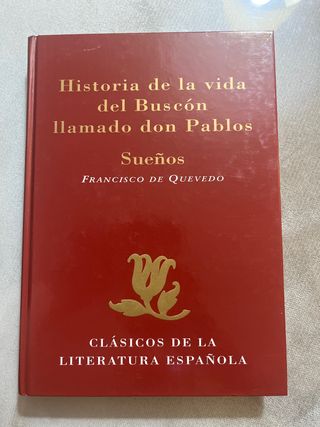 Historia de la vida
del Buscón
llamado don Pablos
Sueños
Francisco de Quevedo
CLÁSICOS DE LA
LITERATURA ESPAÑOLA